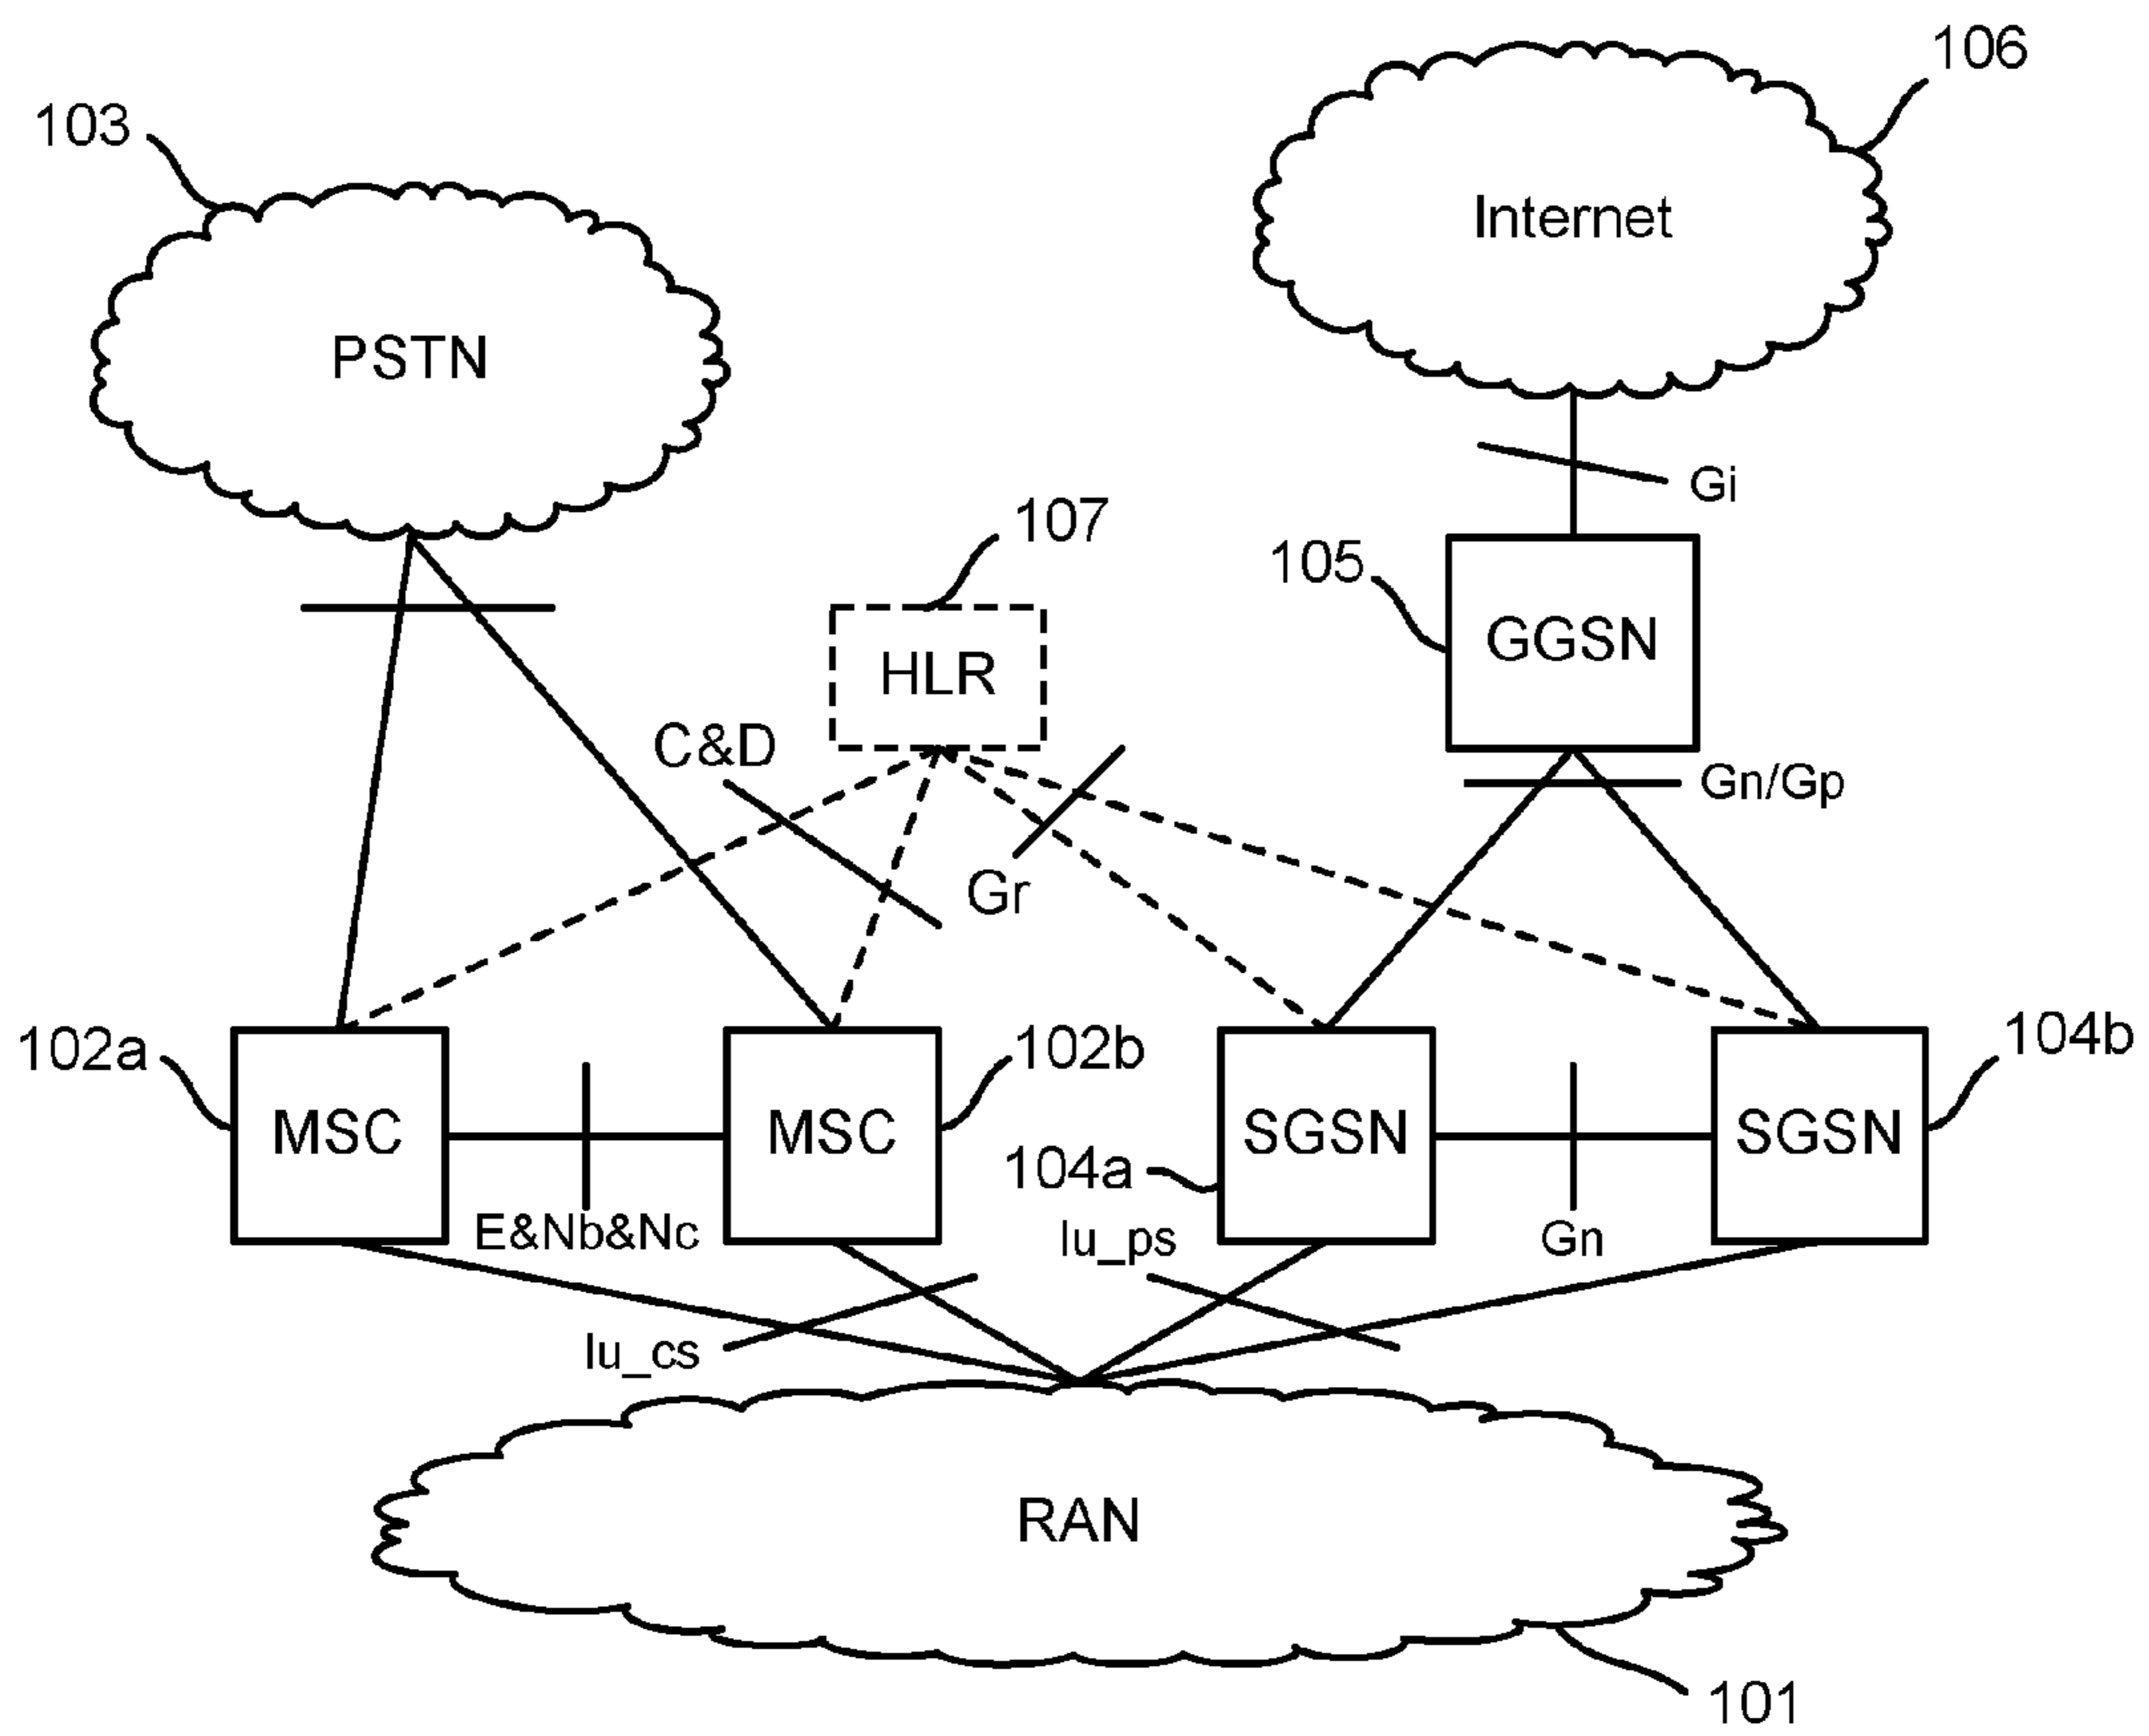 106
103
Internet
PSTN
Gi
107
105
GGSN
HLR
C&D
Gn/Gp
Gr
102a
102b
104b
MSC
MSC
SGSN
SGSN
104a
E&Nb&Nc
Iu_ps
Gn
Iu_cs
RAN
101